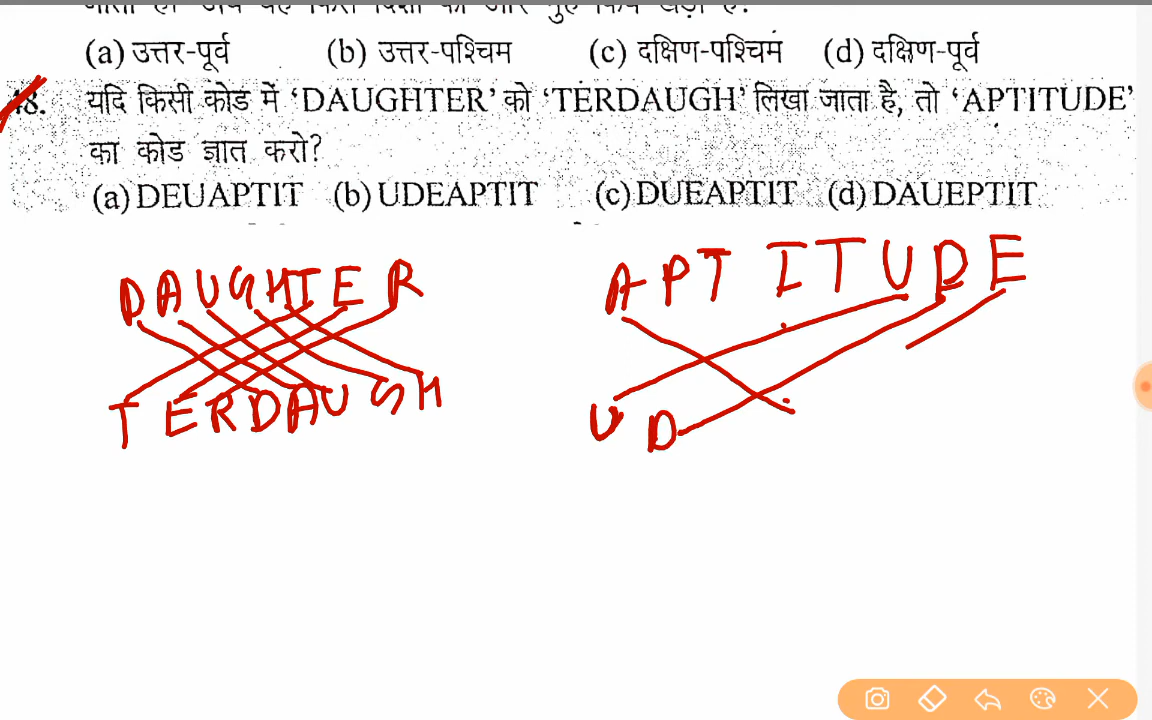 (a) उत्तर-पूर्व (b) उत्तर-पश्चिम (c) दक्षिण-पश्चिम (d) दक्षिण-पूर्व
48. यदि किसी कोड में ‘DAUGHTER’ को ‘TERDAUGH’ लिखा जाता है, तो ‘APTITUDE’
का कोड ज्ञात करो?
(a) DEUAPTIT (b) UDEAPTIT (c) DUEAPTIT (d) DAUEPTIT
DAUGHTER APTITUDE
TERDAUGH UD